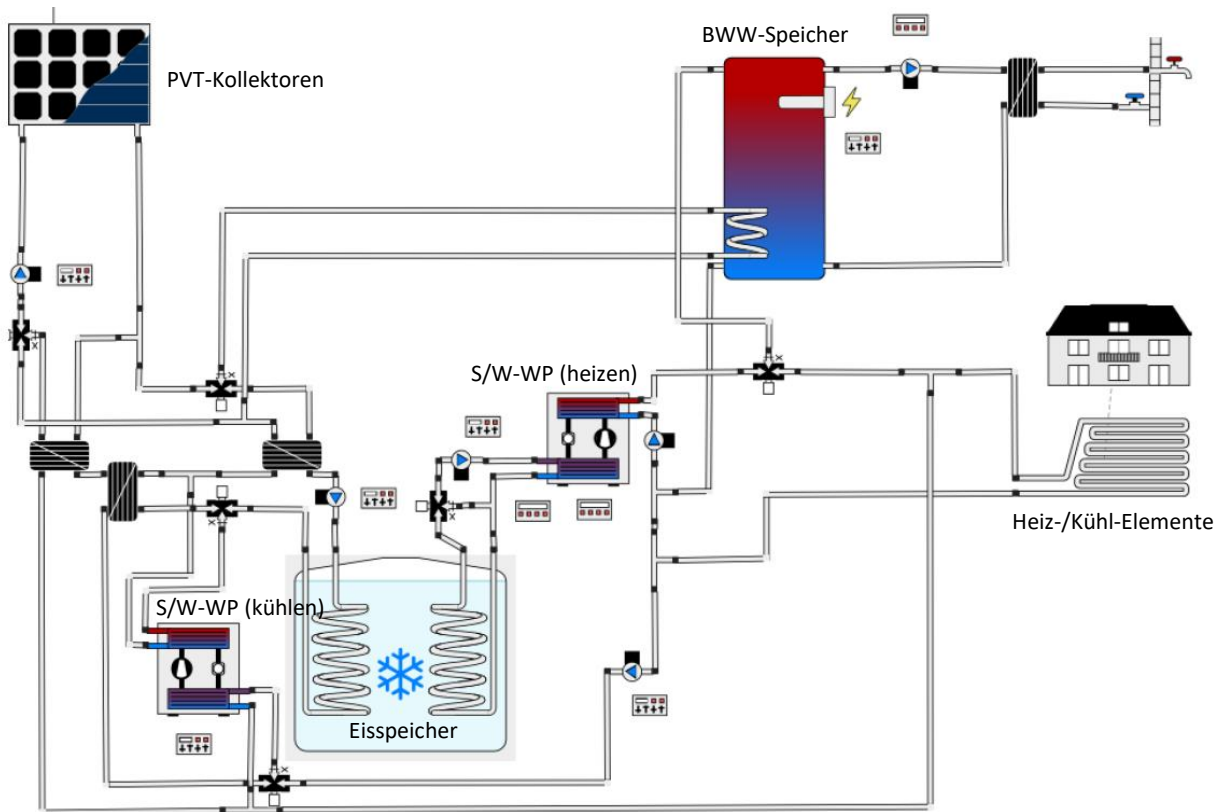 BWW-Speicher
PVT-Kollektoren
S/W-WP (heizen)
Heiz-/Kühl-Elemente
S/W-WP (kühlen)
Eisspeicher